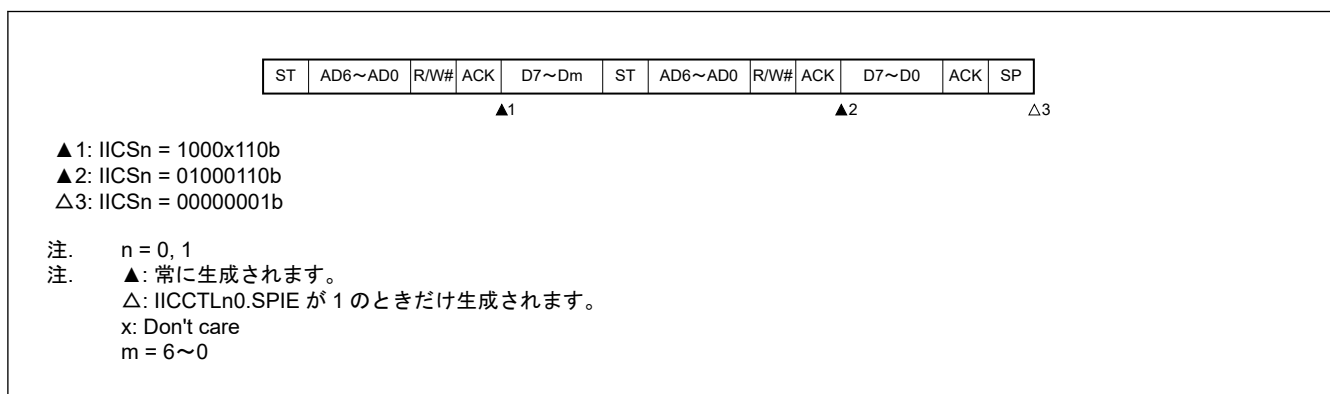 ST AD6～AD0 R/W# ACK D7～Dm ST AD6～AD0 R/W# ACK D7～D0 ACK SP
▲1 ▲2 △3
▲1: IICSn = 1000x110b
▲2: IICSn = 01000110b
△3: IICSn = 00000001b
注. n = 0, 1
注. ▲: 常に生成されます。
△: IICCTLn0.SPIE が 1 のときだけ生成されます。
x: Don't care
m = 6～0